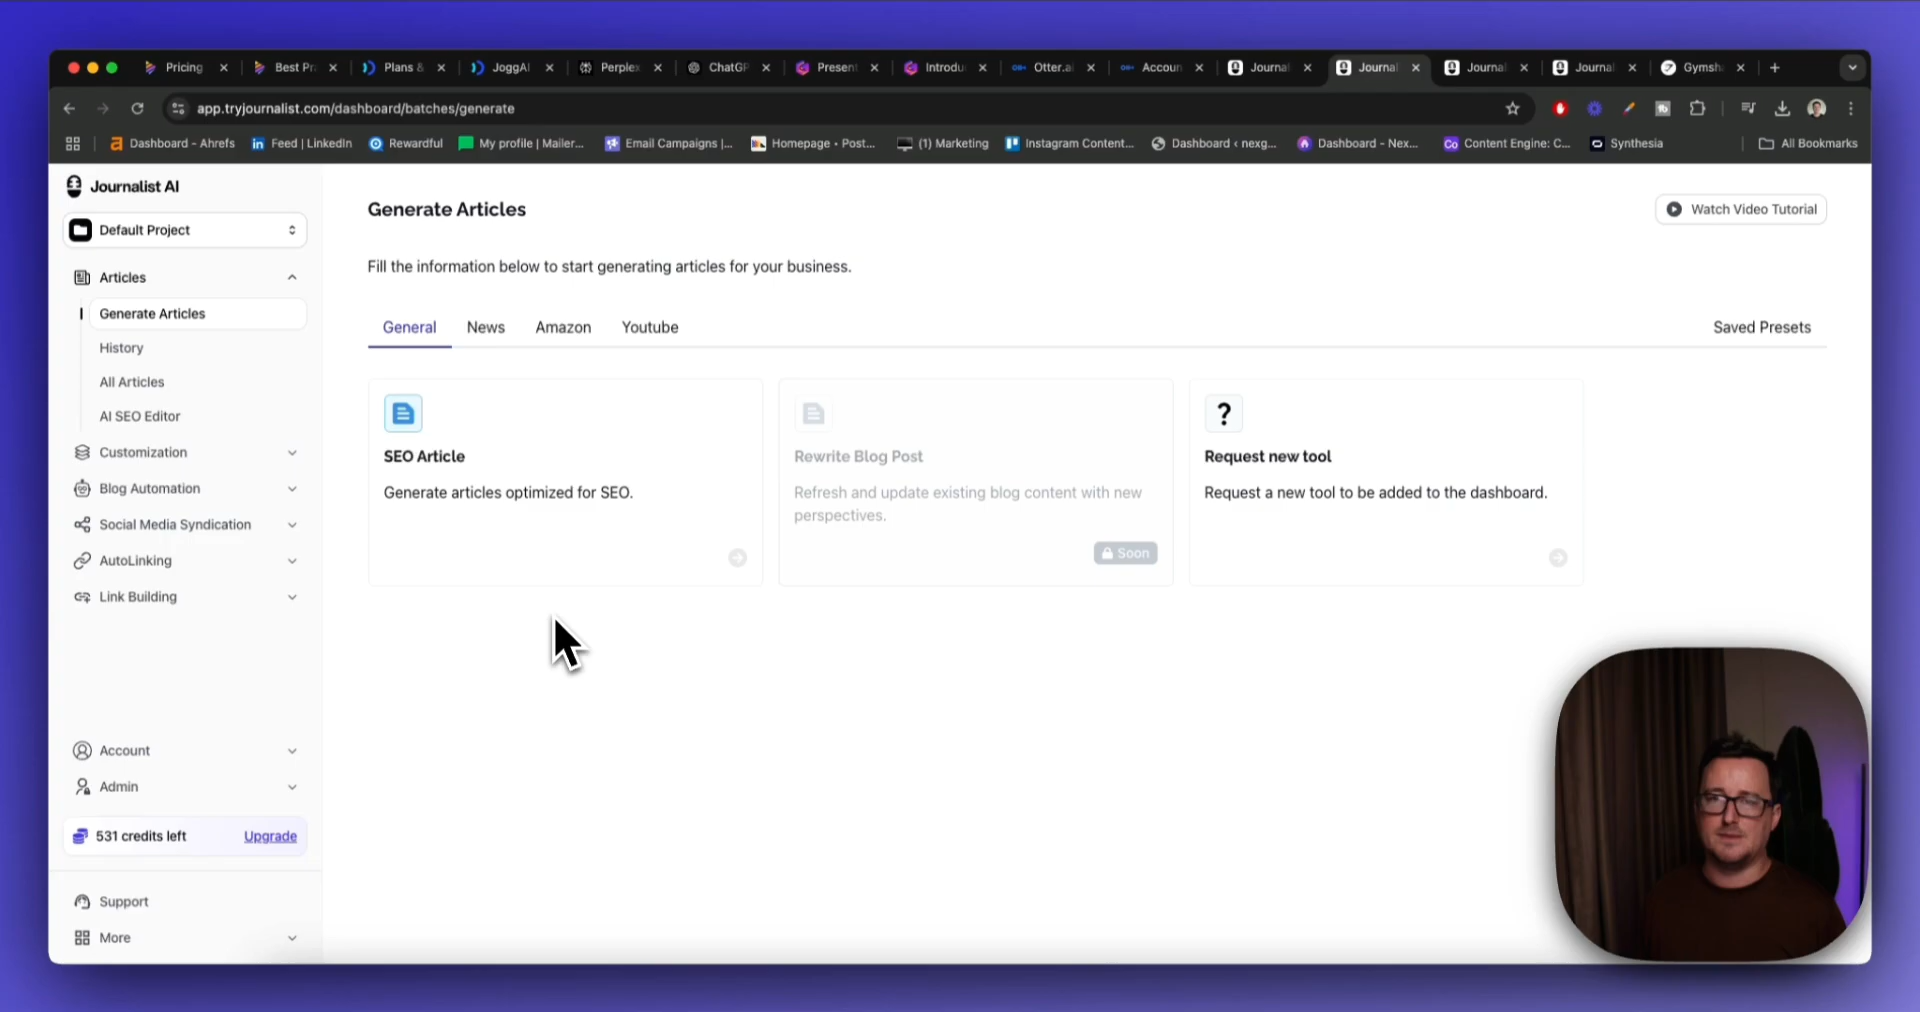 Pricing
Best Pr
Plans &
JoggAI
Perplex
ChatGP
Present
Introdu
Otter.ai
Accoun
Journal
Journal
Journal
Journal
Gymsh
app.tryjournalist.com/dashboard/batches/generate
Dashboard - Ahrefs
in Feed | LinkedIn
Rewardful
My profile | Mailer...
Email Campaigns |...
Homepage • Post...
(1) Marketing
Instagram Content...
Dashboard ‹ nexg...
Dashboard - Nex...
Co Content Engine: C...
Synthesia
All Bookmarks
Journalist AI
Default Project
Articles
Generate Articles
History
All Articles
AI SEO Editor
Customization
Blog Automation
Social Media Syndication
AutoLinking
Link Building
Account
Admin
531 credits left Upgrade
Support
More
Generate Articles
Watch Video Tutorial
Fill the information below to start generating articles for your business.
General News Amazon Youtube
Saved Presets
SEO Article
Generate articles optimized for SEO.
Rewrite Blog Post
Refresh and update existing blog content with new
perspectives.
Soon
?
Request new tool
Request a new tool to be added to the dashboard.